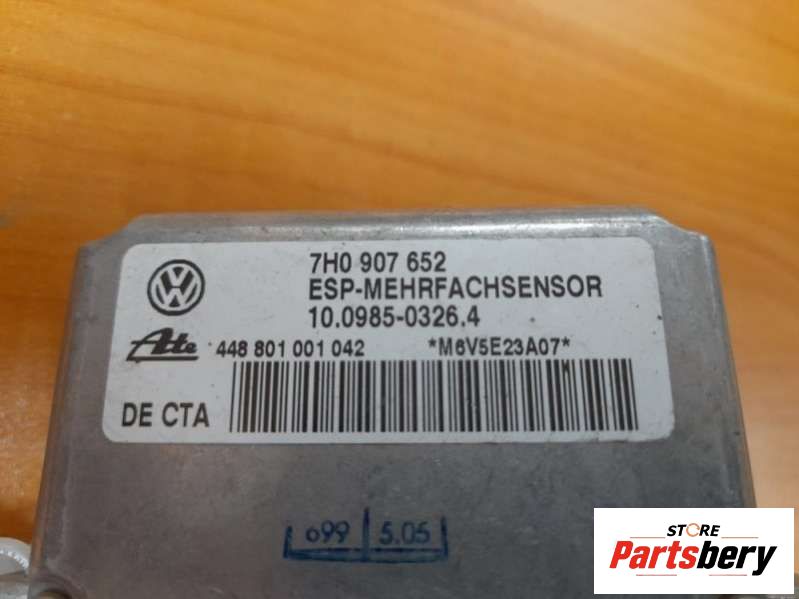 7H0 907 652
ESP-MEHRFACHSENSOR
10.0985-0326.4
Ate 448 801 001 042 *M6V5E23A07*
DE CTA
699 5.05
STORE
Partsbery